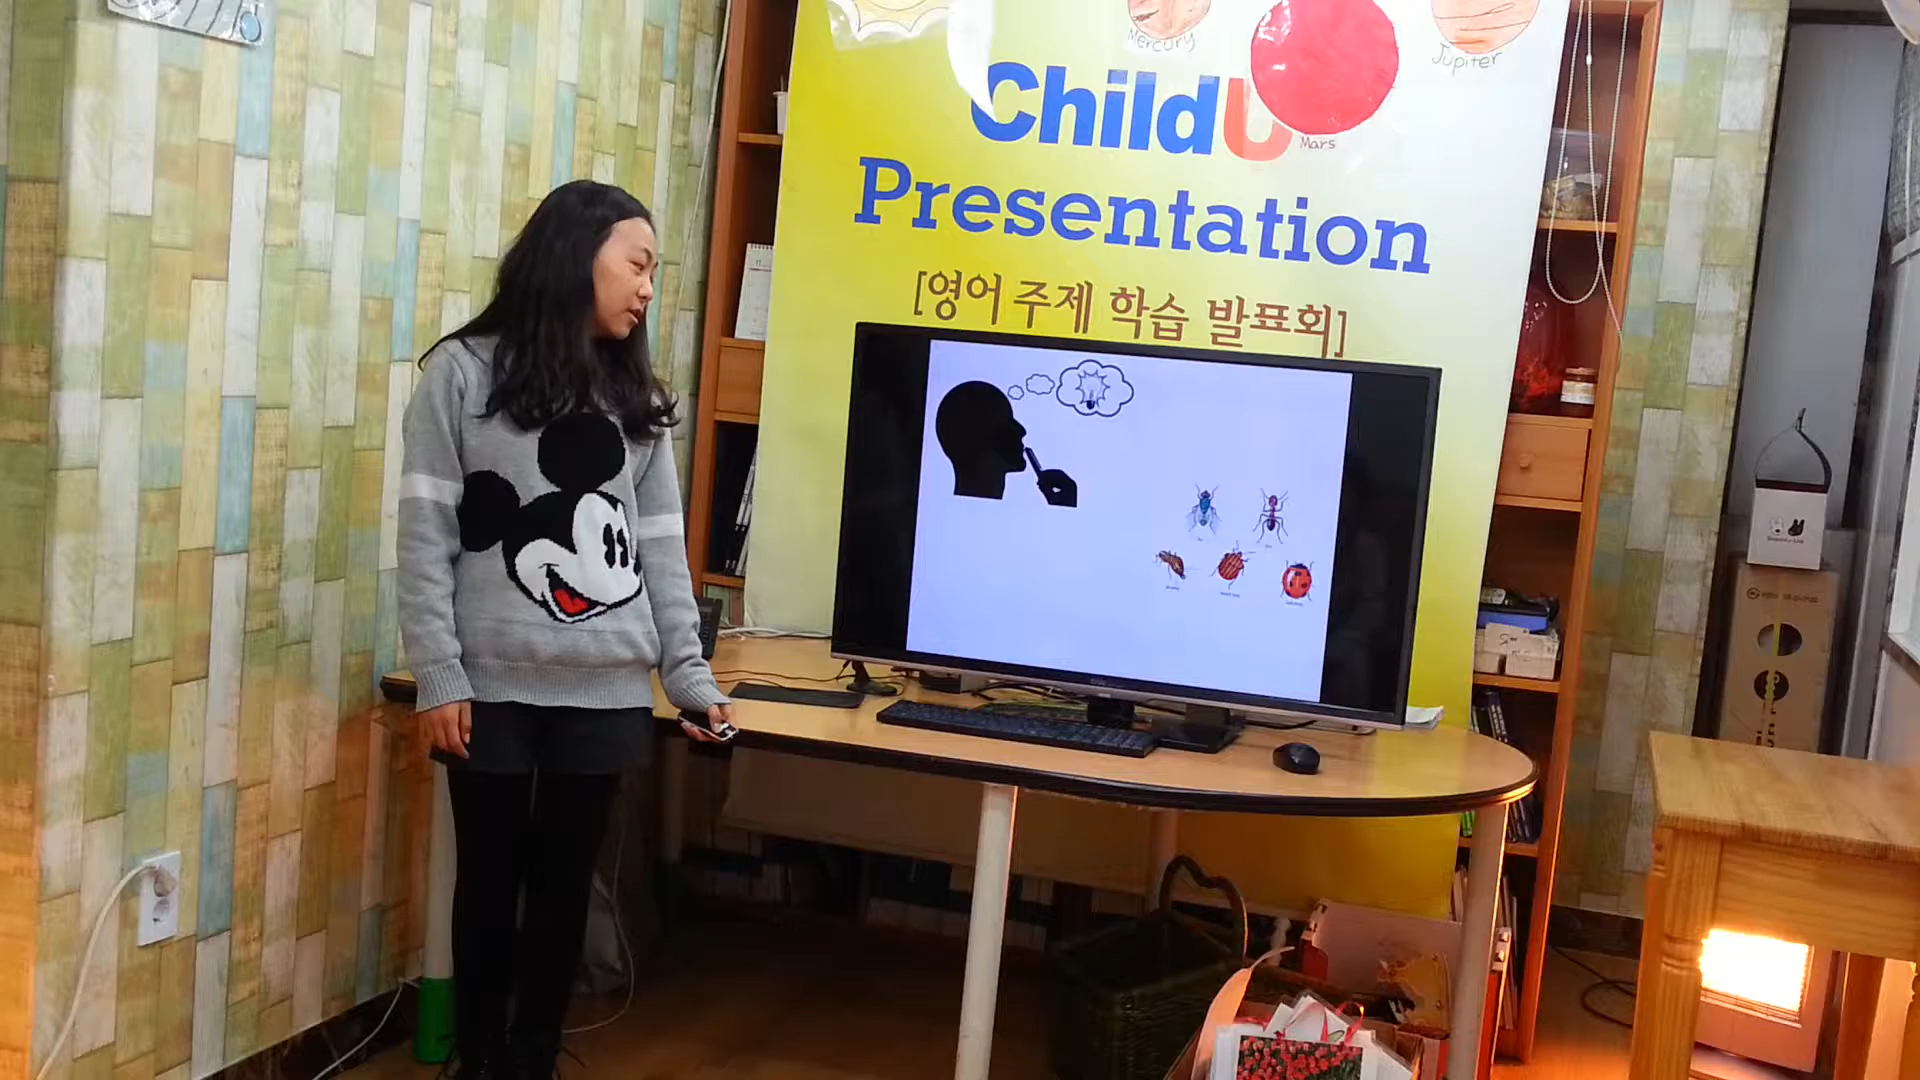 Mercury
Jupiter
ChildU
Mars
Presentation
[영어 주제 학습 발표회]